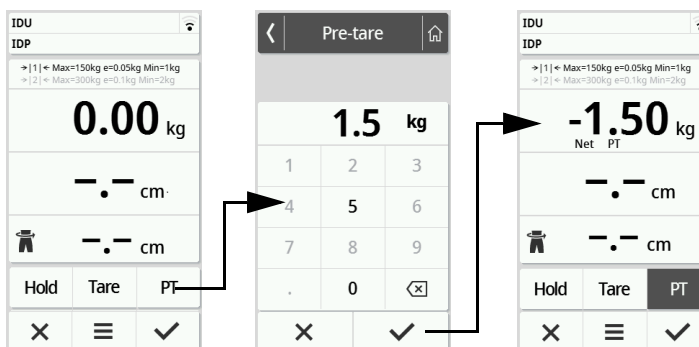 IDU
IDP
→|1|← Max=150kg e=0.05kg Min=1kg
→|2|← Max=300kg e=0.1kg Min=2kg
0.00 kg
-.- cm
-.- cm
Hold Tare PT
Pre-tare
1.5 kg
1 2 3
4 5 6
7 8 9
. 0
IDU
IDP
→|1|← Max=150kg e=0.05kg Min=1kg
→|2|← Max=300kg e=0.1kg Min=2kg
-1.50 kg
Net PT
-.- cm
-.- cm
Hold Tare PT